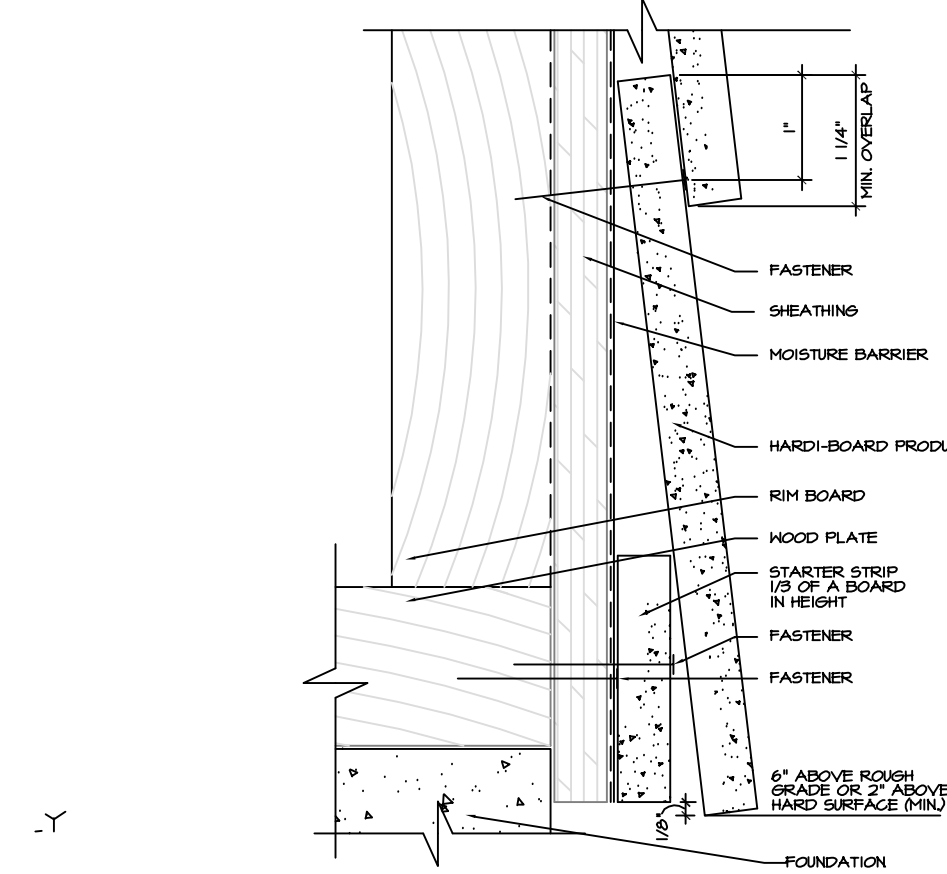 1"
1 1/4"
MIN. OVERLAP
FASTENER
SHEATHING
MOISTURE BARRIER
HARDI-BOARD PRODU
RIM BOARD
WOOD PLATE
STARTER STRIP
1/3 OF A BOARD
IN HEIGHT
FASTENER
FASTENER
6" ABOVE ROUGH
GRADE OR 2" ABOVE
HARD SURFACE (MIN.)
1/8"
FOUNDATION
Y